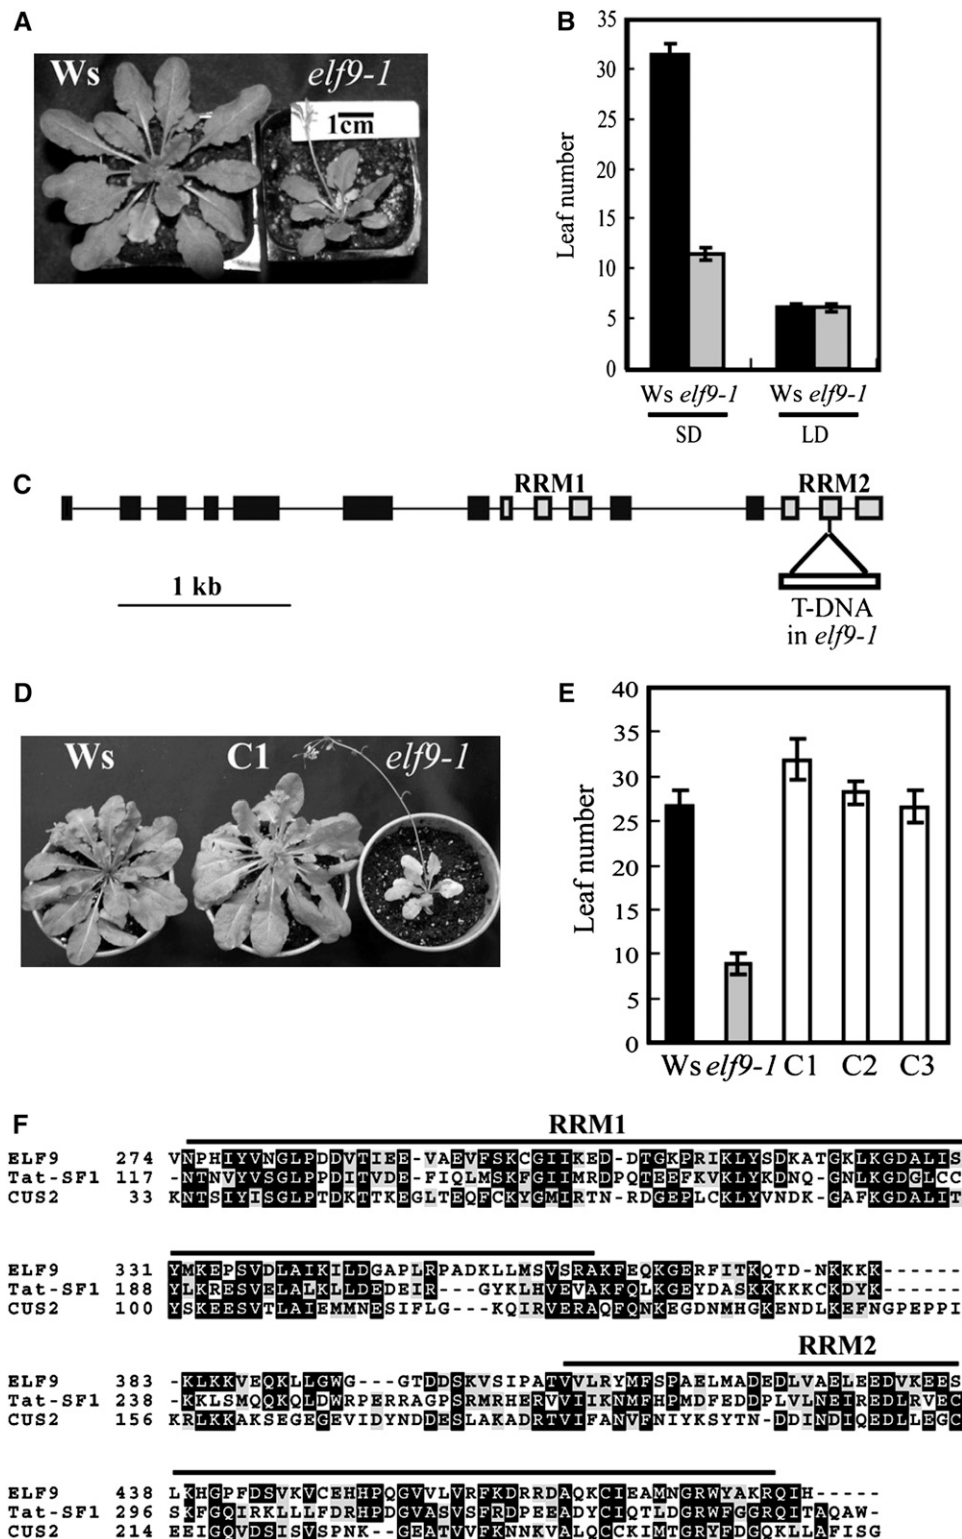 A
Ws
elf9-1
1cm
B
Leaf number
35
30
25
20
15
10
5
0
Ws elf9-1
Ws elf9-1
SD
LD
C
RRM1
RRM2
1 kb
T-DNA
in elf9-1
D
Ws
C1
elf9-1
E
Leaf number
40
35
30
25
20
15
10
5
0
Ws elf9-1 C1 C2 C3
F
RRM1
ELF9 274 VNPHIYVNGLPDDVTIEE-VAEVFSKCGIIKED-DTGKPRIKLYSDKATGKLKGDALIS
Tat-SF1 117 -NTNVYVSGLPPDITVDE-FIQLMSKFGIIMRDPQTEEFKVKLYKDNQ-GNLKGDGLCC
CUS2 33 KNTSIYISGLPTDKTTKEGLTEQFCKYGMIRTN-RDGEPLCKLYVNDK-GAFKGDALIT
ELF9 331 YMKEPSVDLAIKILDGAPLRPADKLLMSVSRAKFEQKGERFITKQTD-NKKKK------
Tat-SF1 188 YLKRESVELALKLLDEDEIR---GYKLHVEVAKFQLKGEYDASKKKKKCKDYK------
CUS2 100 YSKEESVTLAIEMMNESIFLG---KQIRVERAQFQNKEGDNMHGKENDLKEFNGPEPPI
RRM2
ELF9 383 -KLKKVEQKLLGWG---GTDDSKVSIPATVVLRYMFSPAELMADEDLVAELEEDVKEES
Tat-SF1 238 -KKLSMQQKQLDWRPERRAGPSRMRHERVVIIKNMFHPMDFEDDPLVLNEIREDLRVEC
CUS2 156 KRLKKAKSEGEGEVIDYNDDESLAKADRTVIFANVFNIYKSYTN-DDINDIQEDLLEGC
ELF9 438 LKHGPFDSVKVCEHHPQGVVLVRFKDRRDAQKCIEAMNGRWYAKRQIH-----
Tat-SF1 296 SKFGQIRKLLLFDRHPDGVASVSFRDPEEADYCIQTLDGRWFGGRQITAQAW-
CUS2 214 EEIGQVDSISVSPNK--GEATVVFKNNKVALQCCKIMTGRYFDGQKLLAFISG